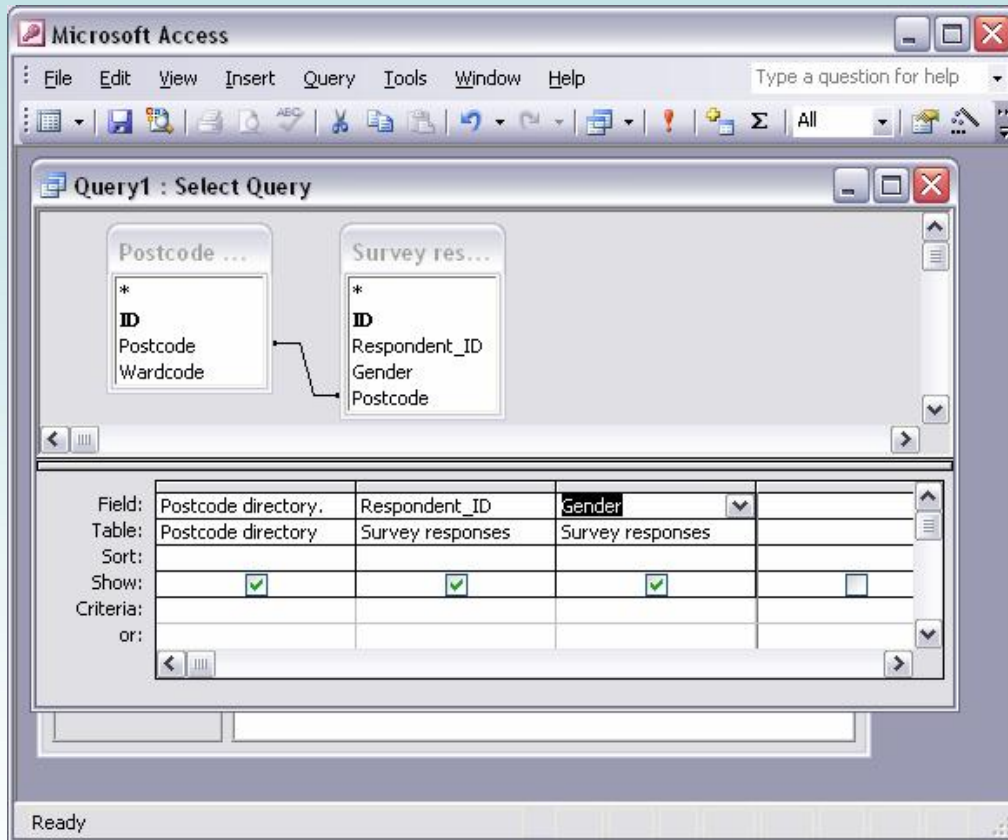 Microsoft Access
File Edit View Insert Query Tools Window Help Type a question for help
ABC Σ All
Query1 : Select Query
Postcode ... Survey res...
* *
ID ID
Postcode Respondent_ID
Wardcode Gender
Postcode
Field: Postcode directory. Respondent_ID Gender
Table: Postcode directory Survey responses Survey responses
Sort:
Show:
Criteria:
or:
Ready